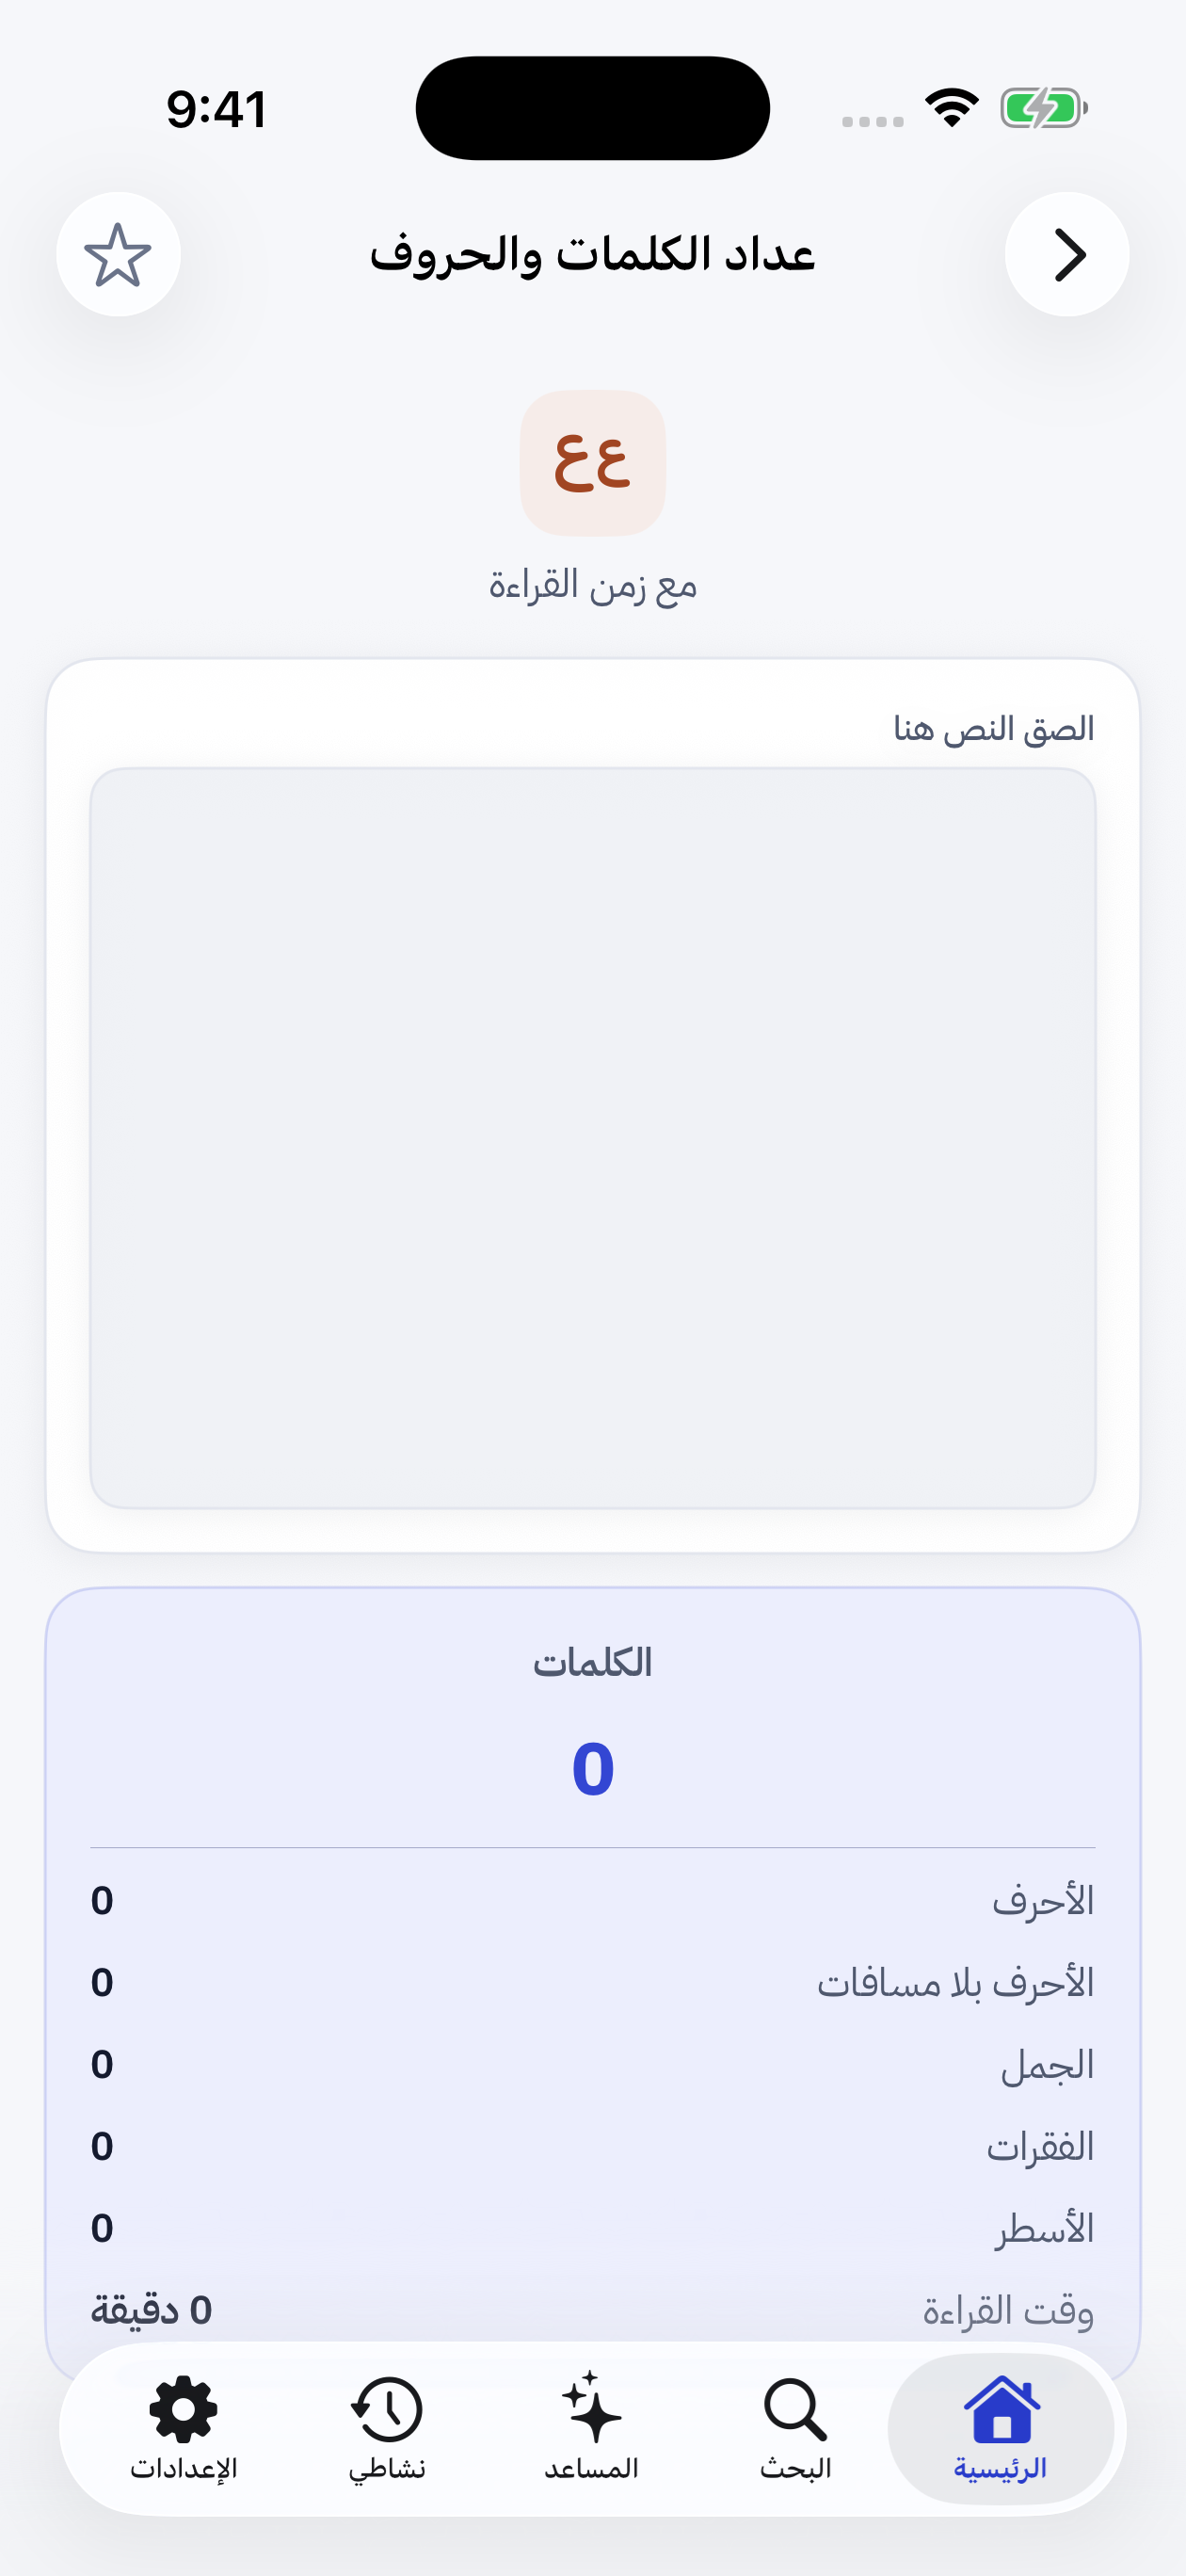 9:41
عداد الكلمات والحروف
عع
مع زمن القراءة
الصق النص هنا
الكلمات
0
الأحرف 0
الأحرف بلا مسافات 0
الجمل 0
الفقرات 0
الأسطر 0
وقت القراءة 0 دقيقة
الرئيسية البحث المساعد نشاطي الإعدادات